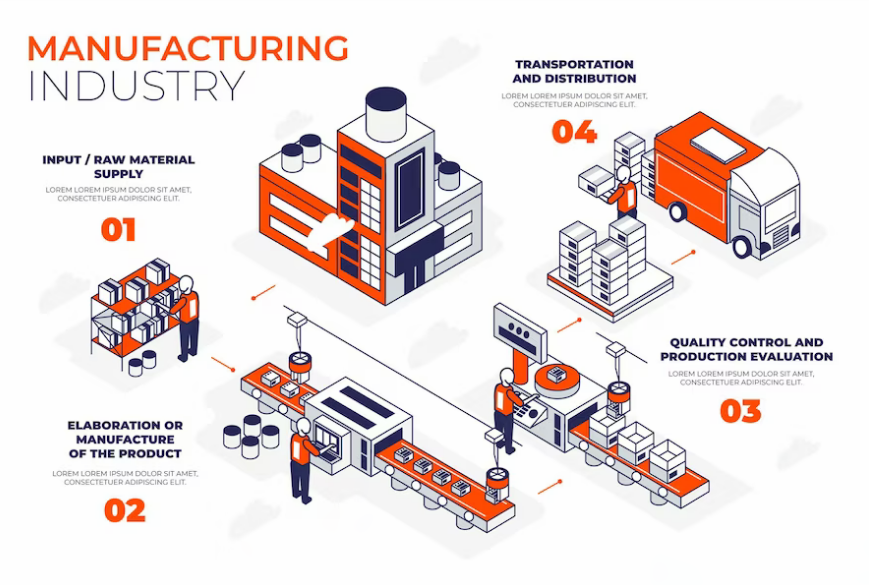 MANUFACTURING
INDUSTRY
INPUT / RAW MATERIAL
SUPPLY
LOREM LOREM IPSUM DOLOR SIT AMET,
CONSECTETUER ADIPISCING ELIT.
01
ELABORATION OR
MANUFACTURE
OF THE PRODUCT
LOREM LOREM IPSUM DOLOR SIT AMET,
CONSECTETUER ADIPISCING ELIT.
02
QUALITY CONTROL AND
PRODUCTION EVALUATION
LOREM LOREM IPSUM DOLOR SIT AMET,
CONSECTETUER ADIPISCING ELIT.
03
TRANSPORTATION
AND DISTRIBUTION
LOREM LOREM IPSUM DOLOR SIT AMET,
CONSECTETUER ADIPISCING ELIT.
04